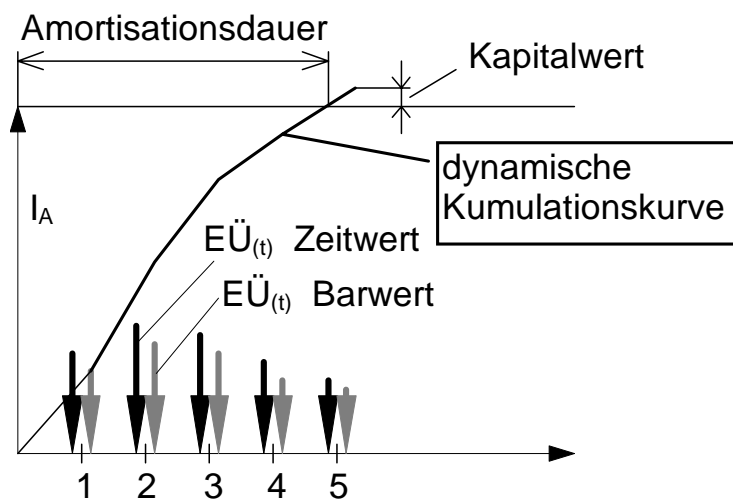 Amortisationsdauer
Kapitalwert
dynamische
Kumulationskurve
I_A
EÜ_(t) Zeitwert
EÜ_(t) Barwert
1 2 3 4 5